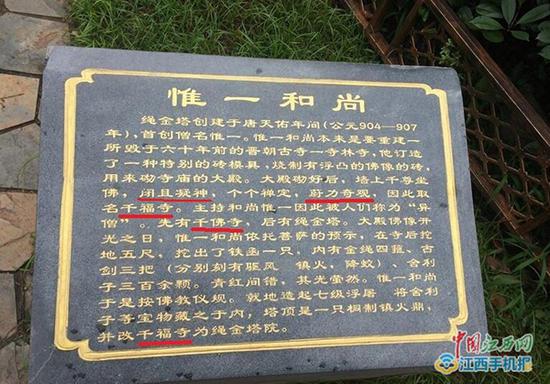 惟一和尚
绳金塔创建于唐天佑年间(公元904—907
年)，首创僧名惟一。惟一和尚本来是要重建一
所毁于六十年前的晋朝古寺一寺林寺，他订造
了一种特别的砖模具，烧制有浮凸的佛像的砖，
用来砌寺庙的大殿。大殿砌好后，塔上千尊坐
佛，闭且凝神，个个禅定，蔚力奇观，因此取
名千福寺。主持和尚惟一因此被人们称为“异
僧”。先有千佛寺，后有绳金塔。大殿佛像开
光之日，惟一和尚依托菩萨的预示，在寺后挖
地五尺，挖出了铁函一只，内有金绳四箍、古
剑三把（分别刻有驱风 镇火，降蛟），舍利
子三百余颗。青红间错，其光莹然。惟一和尚
于是按佛教仪规。就地造起七级浮屠 将舍利
子等宝物藏之于内，塔顶是一只桐制镇火鼎，
并改千福寺为绳金塔院。
中国江西网
江西手机报